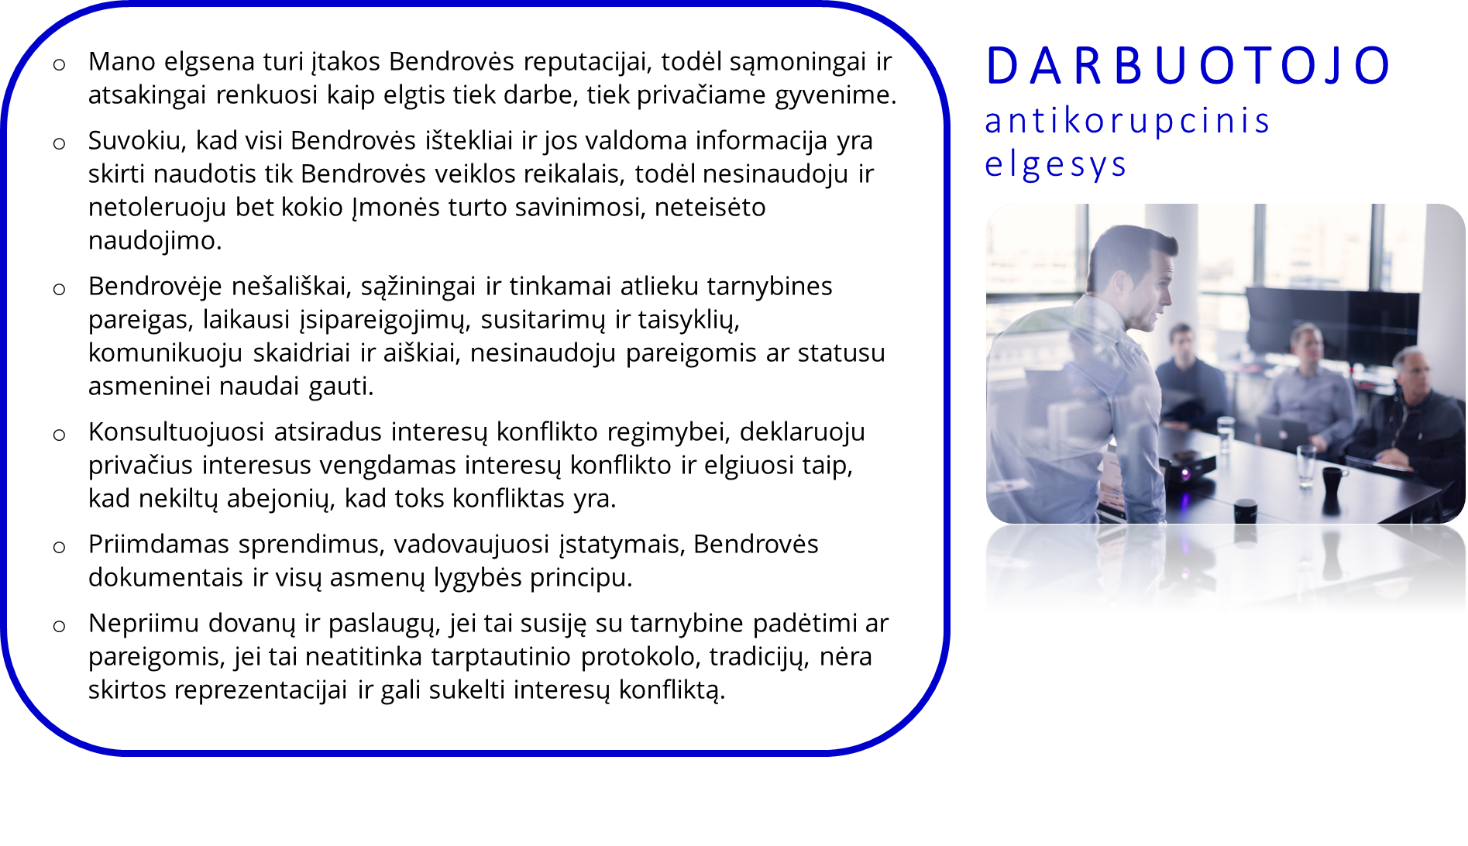 Mano elgsena turi įtakos Bendrovės reputacijai, todėl sąmoningai ir
atsakingai renkuosi kaip elgtis tiek darbe, tiek privačiame gyvenime.
Suvokiu, kad visi Bendrovės ištekliai ir jos valdoma informacija yra
skirti naudotis tik Bendrovės veiklos reikalais, todėl nesinaudoju ir
netoleruoju bet kokio Įmonės turto savinimosi, neteisėto
naudojimo.
Bendrovėje nešališkai, sąžiningai ir tinkamai atlieku tarnybines
pareigas, laikausi įsipareigojimų, susitarimų ir taisyklių,
komunikuoju skaidriai ir aiškiai, nesinaudoju pareigomis ar statusu
asmeninei naudai gauti.
Konsultuojuosi atsiradus interesų konflikto regimybei, deklaruoju
privačius interesus vengdamas interesų konflikto ir elgiuosi taip,
kad nekiltų abejonių, kad toks konfliktas yra.
Priimdamas sprendimus, vadovaujuosi įstatymais, Bendrovės
dokumentais ir visų asmenų lygybės principu.
Nepriimu dovanų ir paslaugų, jei tai susiję su tarnybine padėtimi ar
pareigomis, jei tai neatitinka tarptautinio protokolo, tradicijų, nėra
skirtos reprezentacijai ir gali sukelti interesų konfliktą.
DARBUOTOJO
antikorupcinis
elgesys